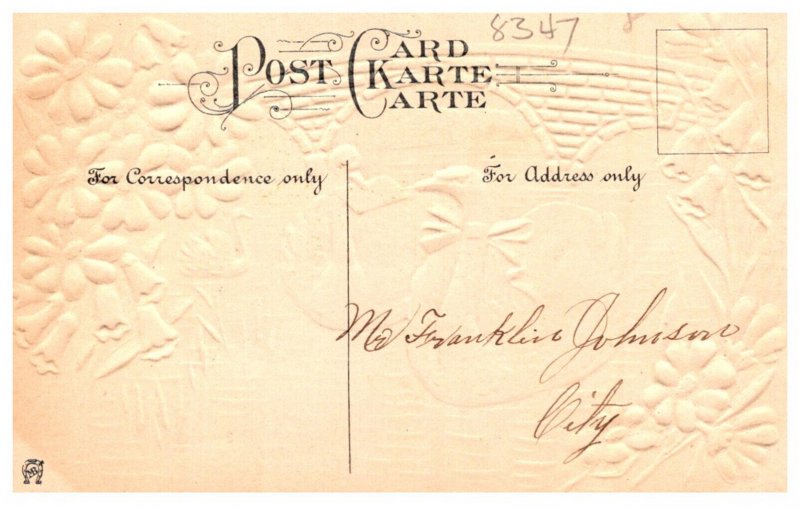 8347
POST CARD
KARTE
CARTE
For Correspondence only
For Address only
Mr Franklin Johnson
City